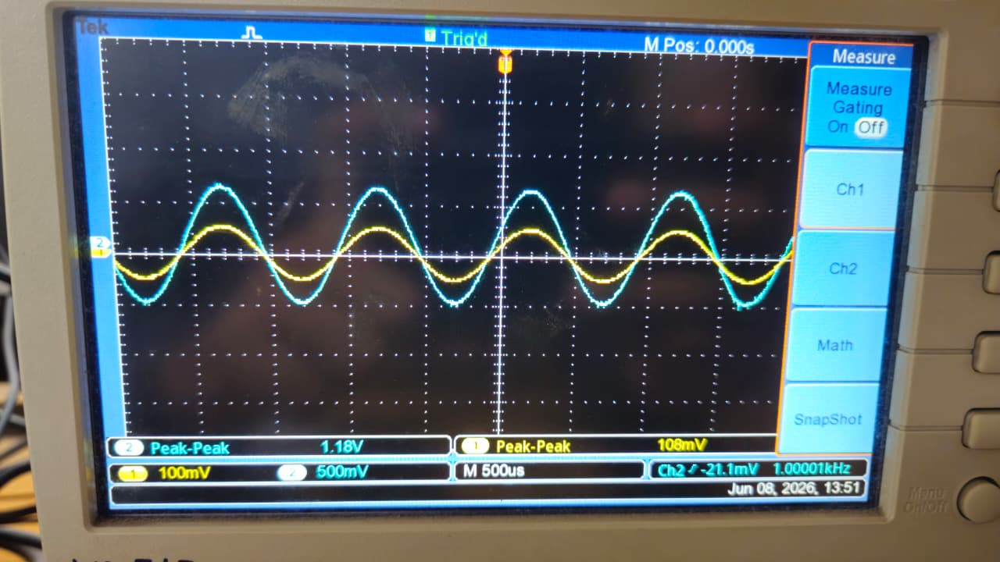 Tek
1 Trig'd
M Pos: 0.000s
Measure
Measure
Gating
On Off
Ch1
Ch2
Math
SnapShot
2
1
2 Peak-Peak 1.18V
1 Peak-Peak 108mV
1 100mV 2 500mV M 500us Ch2 -21.1mV 1.00001kHz
Jun 08, 2026, 13:51
Menu
On/Off